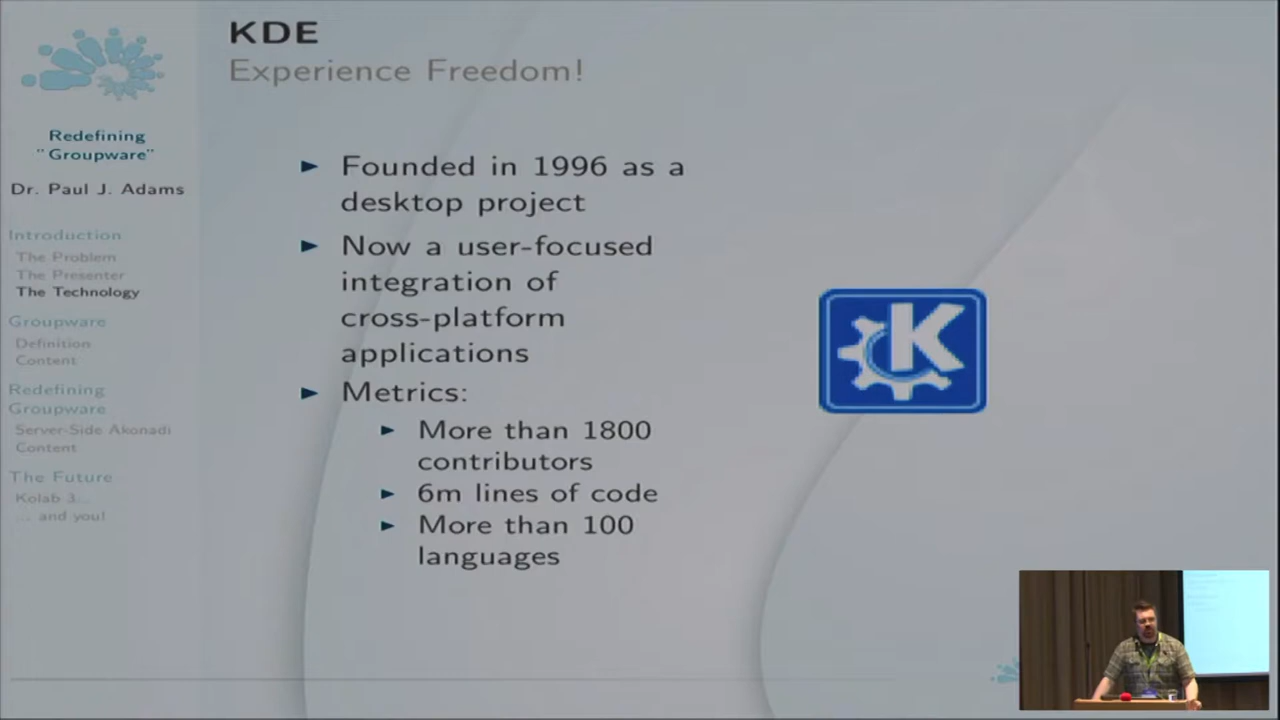 KDE
Experience Freedom!
Redefining
"Groupware"
Dr. Paul J. Adams
Introduction
The Problem
The Presenter
The Technology
Groupware
Definition
Content
Redefining
Groupware
Server-Side Akonadi
Content
The Future
Kolab 3...
... and you!
► Founded in 1996 as a
desktop project
► Now a user-focused
integration of
cross-platform
applications
► Metrics:
► More than 1800
contributors
► 6m lines of code
► More than 100
languages
K